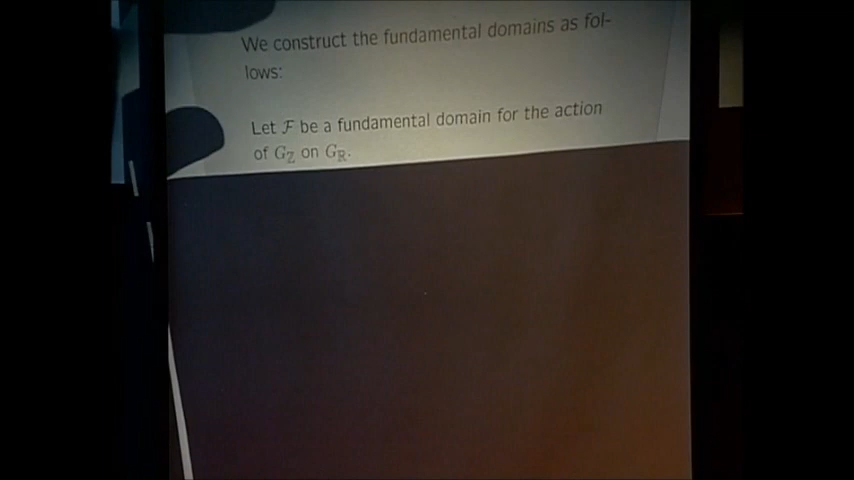 We construct the fundamental domains as fol-
lows:
Let ℱ be a fundamental domain for the action
of G_ℤ on G_ℝ.